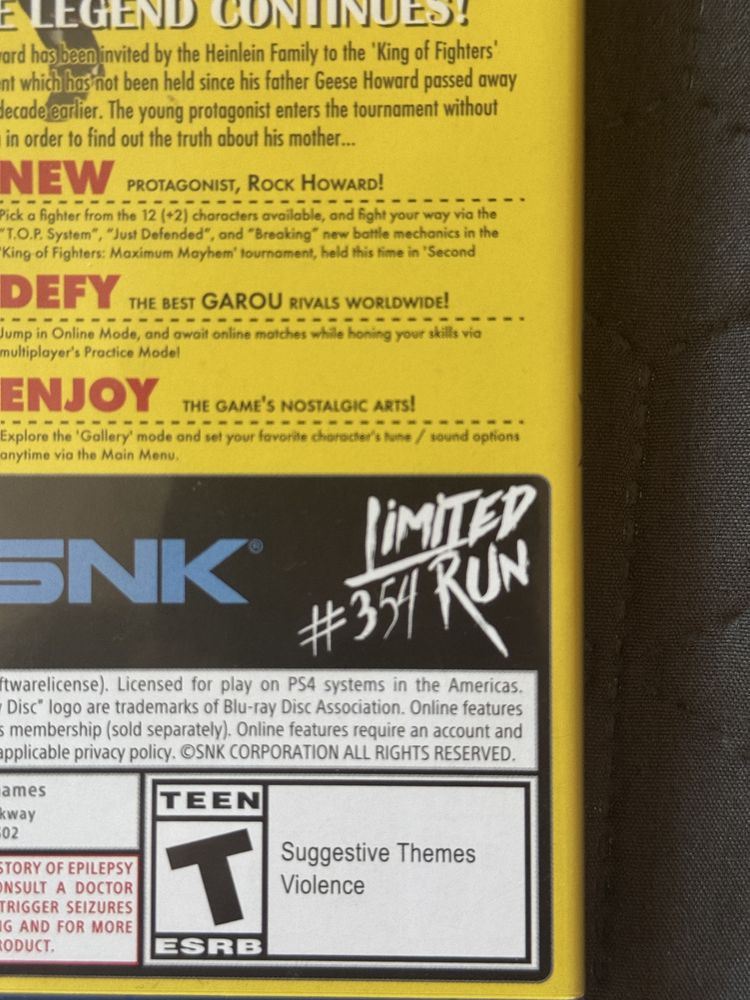 E LEGEND CONTINUES!
ard has been invited by the Heinlein Family to the 'King of Fighters'
nt which has not been held since his father Geese Howard passed away
decade earlier. The young protagonist enters the tournament without
in order to find out the truth about his mother...
NEW PROTAGONIST, ROCK HOWARD!
Pick a fighter from the 12 (+2) characters available, and fight your way via the
"T.O.P. System", "Just Defended", and "Breaking" new battle mechanics in the
'King of Fighters: Maximum Mayhem' tournament, held this time in 'Second
DEFY THE BEST GAROU RIVALS WORLDWIDE!
Jump in Online Mode, and await online matches while honing your skills via
multiplayer's Practice Mode!
ENJOY THE GAME'S NOSTALGIC ARTS!
Explore the 'Gallery' mode and set your favorite character's tune / sound options
anytime via the Main Menu.
SNK®
LIMITED
RUN
#354
ftwarelicense). Licensed for play on PS4 systems in the Americas.
y Disc" logo are trademarks of Blu-ray Disc Association. Online features
s membership (sold separately). Online features require an account and
applicable privacy policy. ©SNK CORPORATION ALL RIGHTS RESERVED.
ames
kway
502
STORY OF EPILEPSY
ONSULT A DOCTOR
TRIGGER SEIZURES
G AND FOR MORE
RODUCT.
TEEN
T
ESRB
Suggestive Themes
Violence